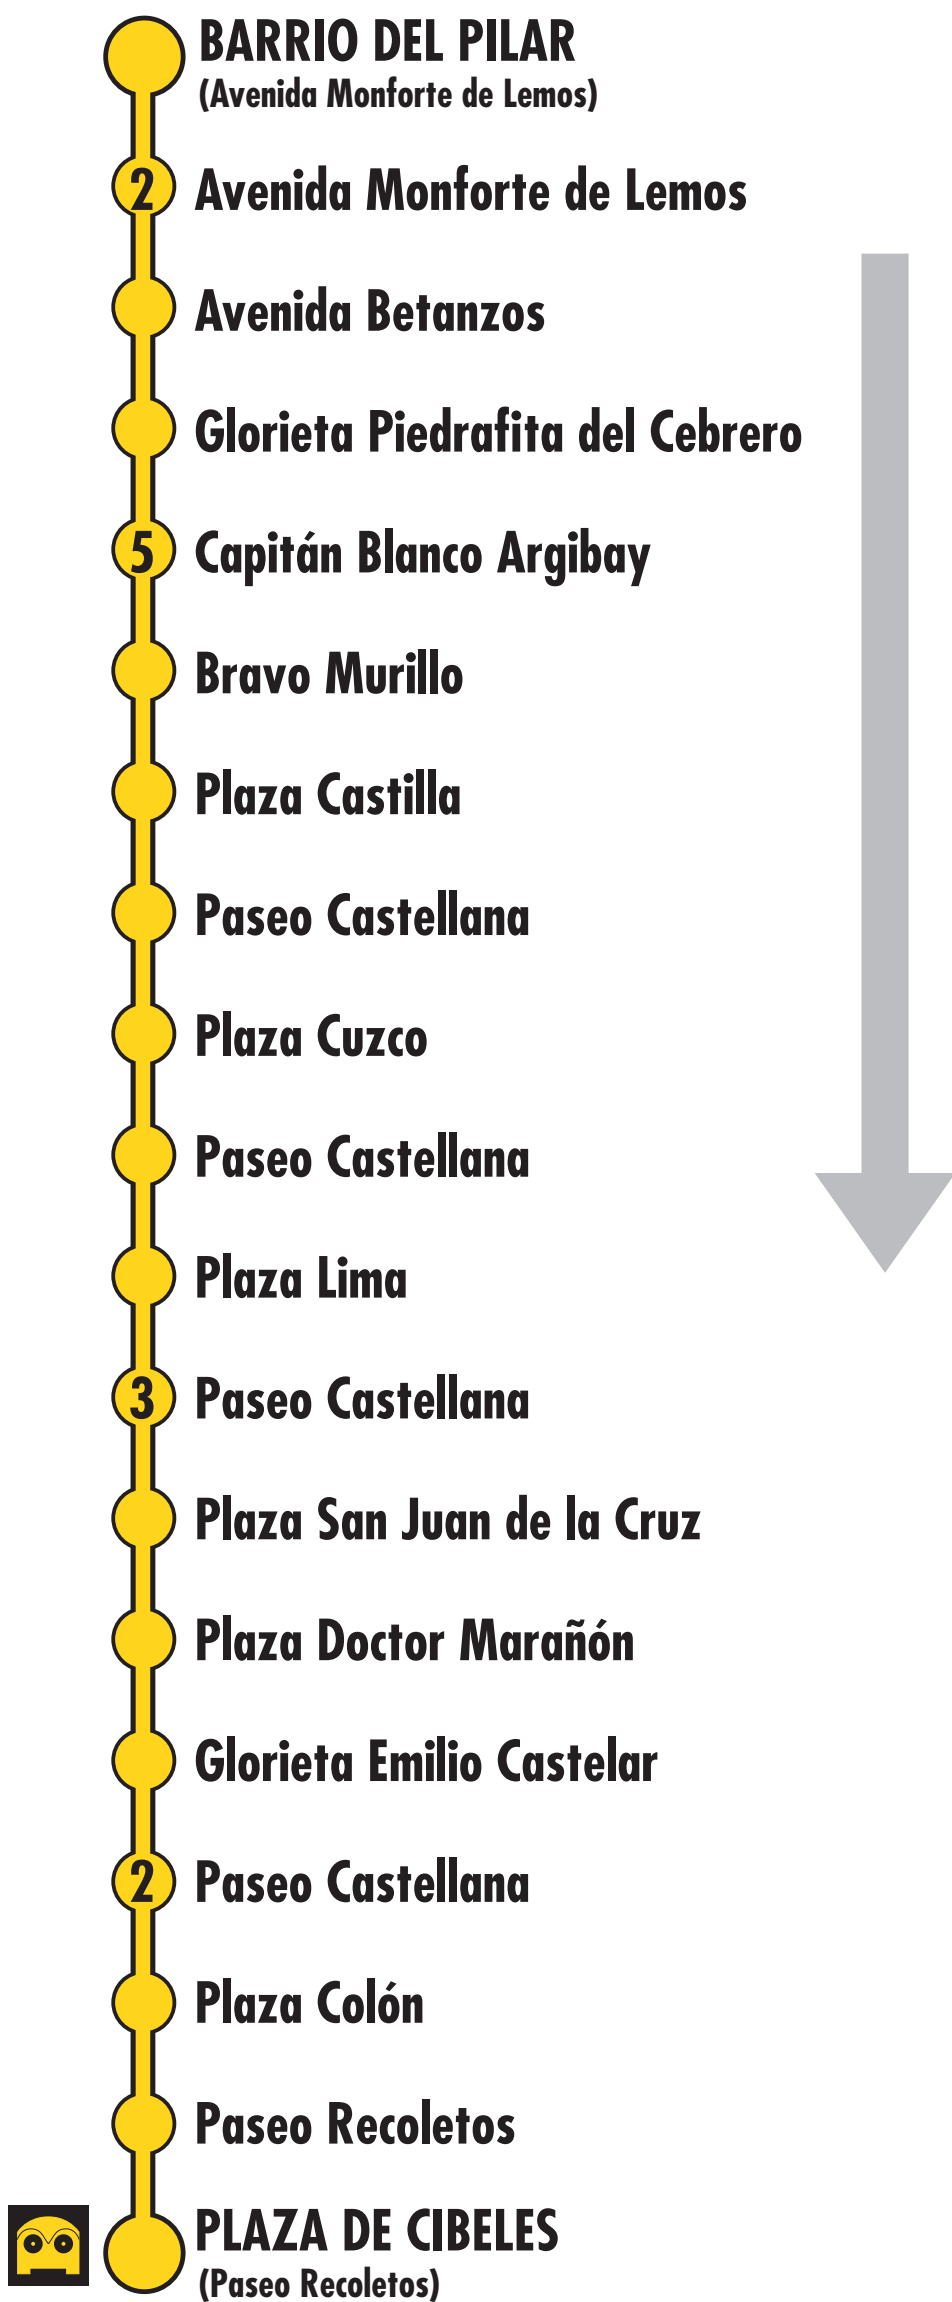 BARRIO DEL PILAR
(Avenida Monforte de Lemos)
2 Avenida Monforte de Lemos
Avenida Betanzos
Glorieta Piedrafita del Cebrero
5 Capitán Blanco Argibay
Bravo Murillo
Plaza Castilla
Paseo Castellana
Plaza Cuzco
Paseo Castellana
Plaza Lima
3 Paseo Castellana
Plaza San Juan de la Cruz
Plaza Doctor Marañón
Glorieta Emilio Castelar
2 Paseo Castellana
Plaza Colón
Paseo Recoletos
PLAZA DE CIBELES
(Paseo Recoletos)